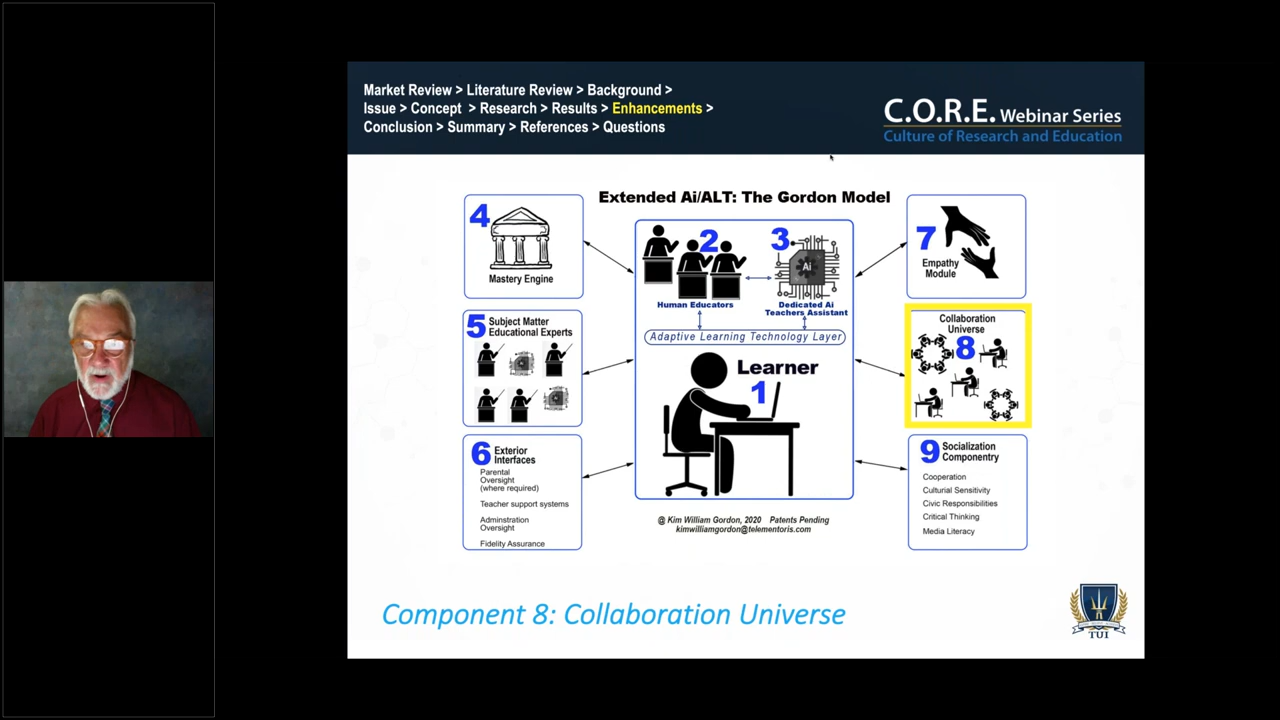 Market Review > Literature Review > Background >
Issue > Concept > Research > Results > Enhancements >
Conclusion > Summary > References > Questions
C.O.R.E. Webinar Series
Culture of Research and Education
Extended Ai/ALT: The Gordon Model
4
Mastery Engine
5 Subject Matter
Educational Experts
6 Exterior
Interfaces
Parental
Oversight
(where required)
Teacher support systems
Adminstration
Oversight
Fidelity Assurance
2
Human Educators
3
Ai
Dedicated Ai
Teachers Assistant
Adaptive Learning Technology Layer
Learner
1
@ Kim William Gordon, 2020 Patents Pending
kimwilliamgordon@telementoris.com
7
Empathy
Module
Collaboration
Universe
8
9 Socialization
Componentry
Cooperation
Culturial Sensitivity
Civic Responsibilities
Critical Thinking
Media Literacy
Component 8: Collaboration Universe
TUI